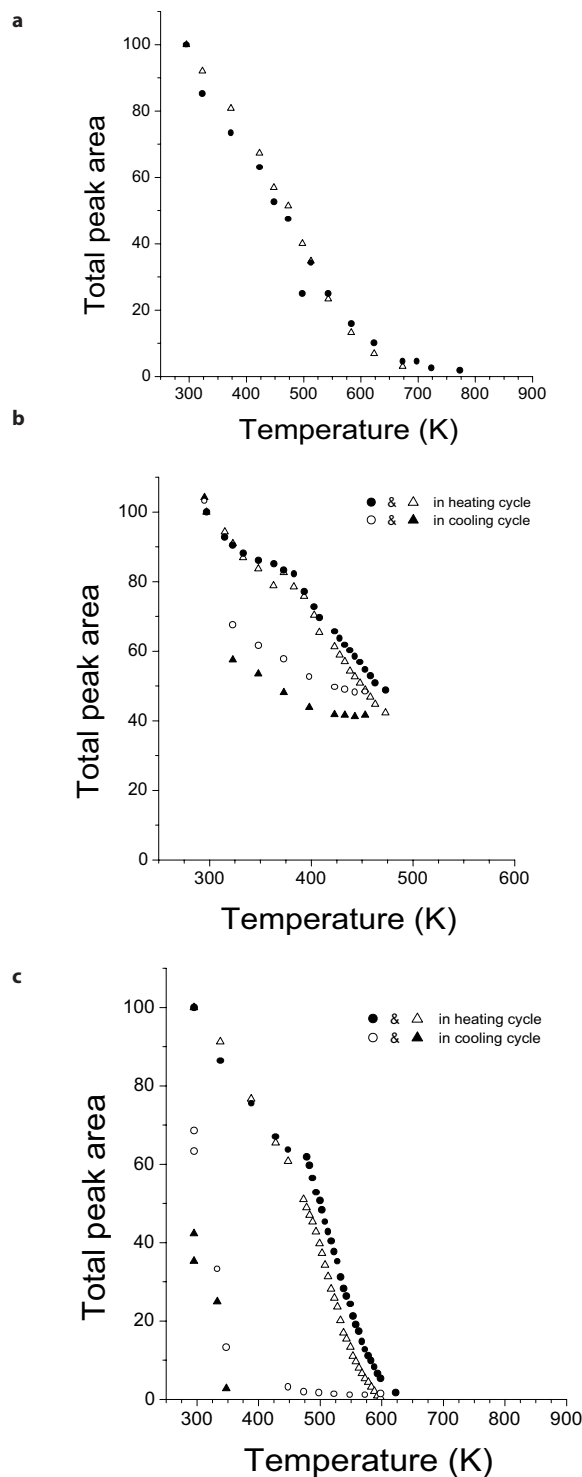 a
100
80
60
40
20
0
300 400 500 600 700 800 900
Total peak area
Temperature (K)
b
100
80
60
40
20
0
300 400 500 600
Total peak area
Temperature (K)
● & △ in heating cycle
○ & ▲ in cooling cycle
c
100
80
60
40
20
0
300 400 500 600 700 800 900
Total peak area
Temperature (K)
● & △ in heating cycle
○ & ▲ in cooling cycle